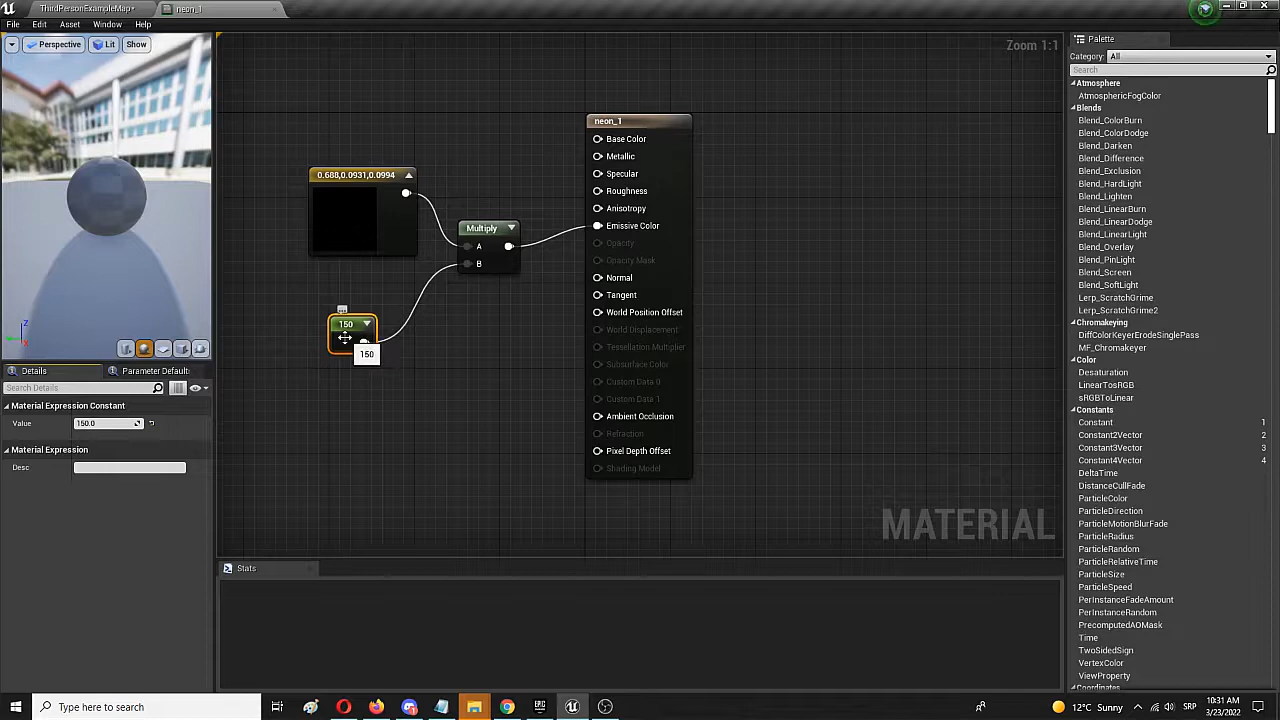 ThirdPersonExampleMap*
neon_1
File Edit Asset Window Help
Perspective Lit Show
Zoom 1:1
Palette
Category: All
Search
Atmosphere
AtmosphericFogColor
Blends
Blend_ColorBurn
Blend_ColorDodge
Blend_Darken
Blend_Difference
Blend_Exclusion
Blend_HardLight
Blend_Lighten
Blend_LinearBurn
Blend_LinearDodge
Blend_LinearLight
Blend_Overlay
Blend_PinLight
Blend_Screen
Blend_SoftLight
Lerp_ScratchGrime
Lerp_ScratchGrime2
Chromakeying
DiffColorKeyerErodeSinglePass
MF_Chromakeyer
Color
Desaturation
LinearTosRGB
sRGBToLinear
Constants
Constant 1
Constant2Vector 2
Constant3Vector 3
Constant4Vector 4
DeltaTime
DistanceCullFade
ParticleColor
ParticleDirection
ParticleMotionBlurFade
ParticleRadius
ParticleRandom
ParticleRelativeTime
ParticleSize
ParticleSpeed
PerInstanceFadeAmount
PerInstanceRandom
PrecomputedAOMask
Time
TwoSidedSign
VertexColor
ViewProperty
Coordinates
0.688,0.0931,0.0994
Multiply
A
B
150
150
neon_1
Base Color
Metallic
Specular
Roughness
Anisotropy
Emissive Color
Opacity
Opacity Mask
Normal
Tangent
World Position Offset
World Displacement
Tessellation Multiplier
Subsurface Color
Custom Data 0
Custom Data 1
Ambient Occlusion
Refraction
Pixel Depth Offset
Shading Model
MATERIAL
Z
X
Details
Parameter Default
Search Details
Material Expression Constant
Value 150.0
Material Expression
Desc
Stats
Type here to search
12°C Sunny
SRP
10:31 AM
3/23/2022